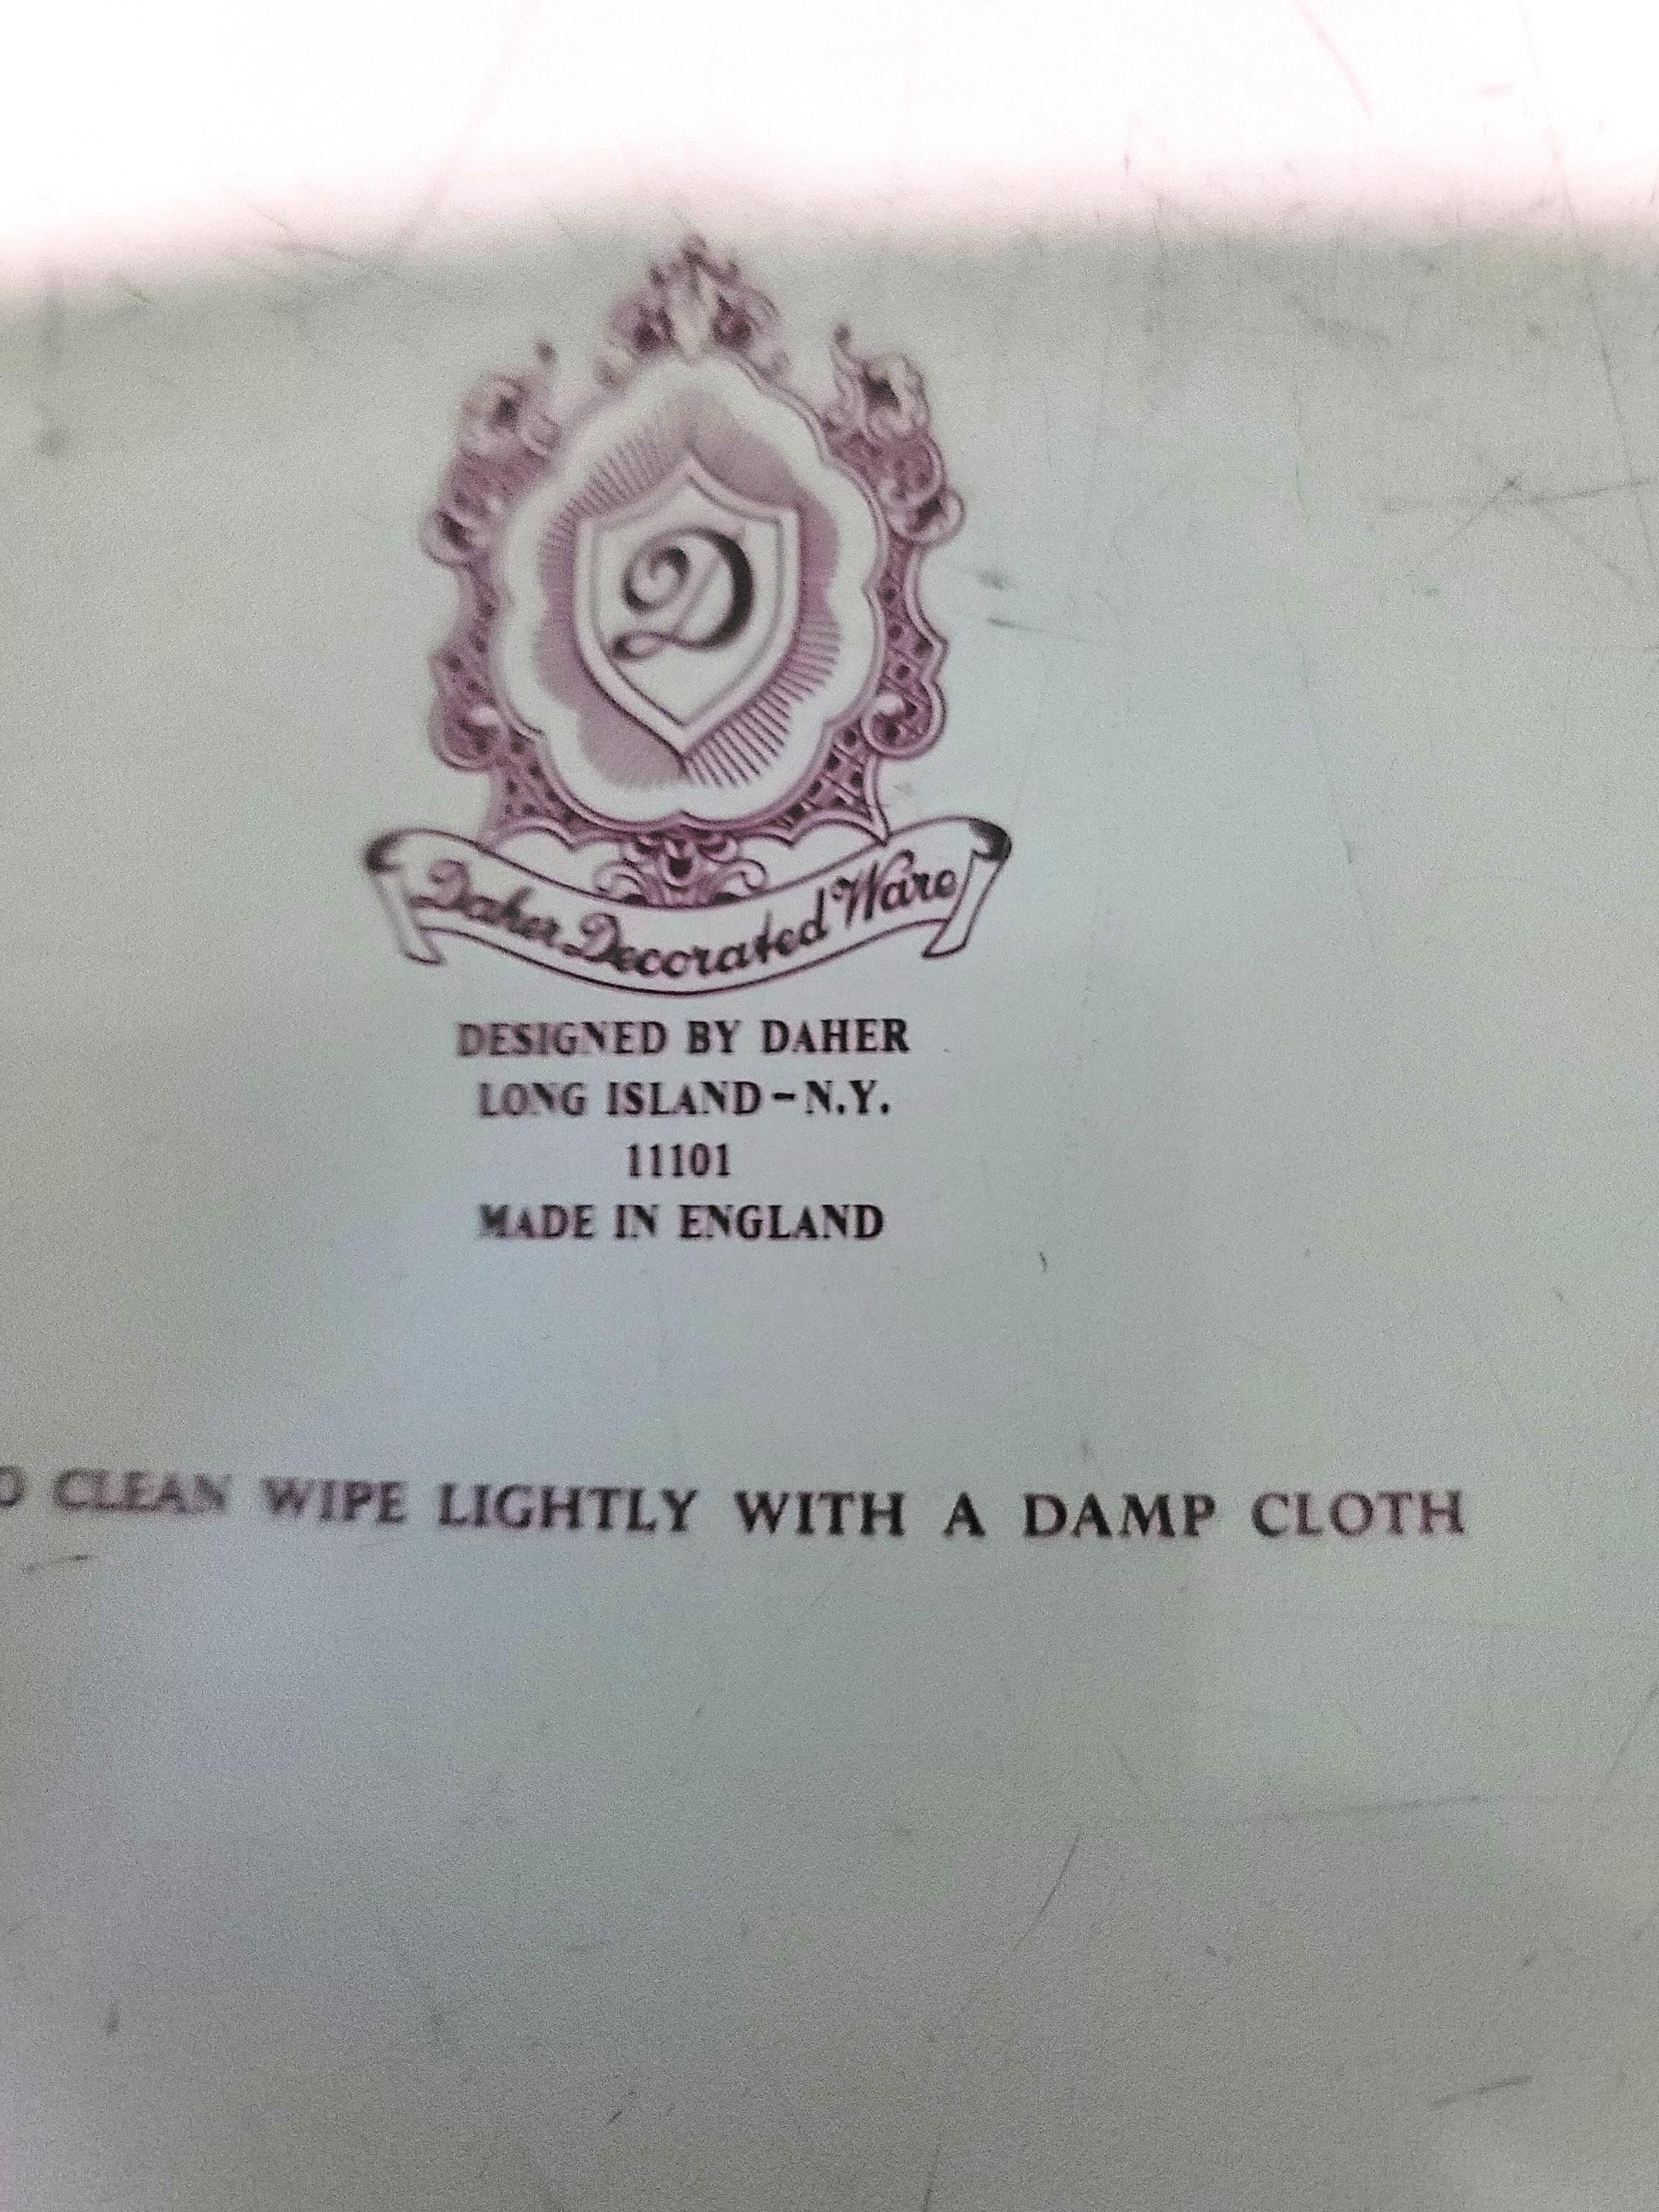 D
Daher Decorated Ware
DESIGNED BY DAHER
LONG ISLAND-N.Y.
11101
MADE IN ENGLAND
O CLEAN WIPE LIGHTLY WITH A DAMP CLOTH